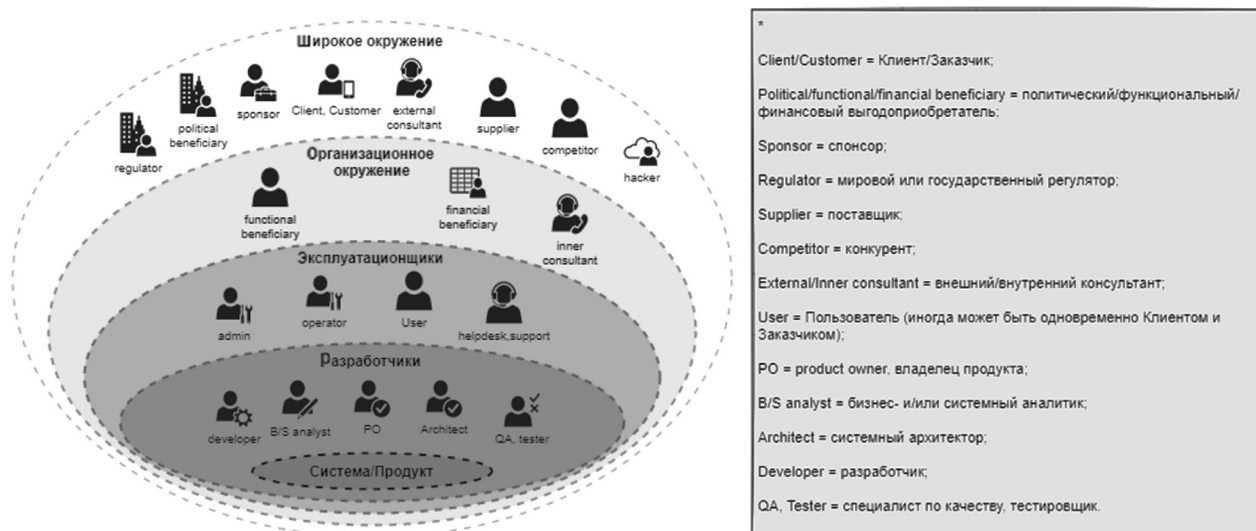 Широкое окружение
regulator
political
beneficiary
sponsor
Client, Customer
external
consultant
supplier
competitor
hacker
Организационное
окружение
functional
beneficiary
financial
beneficiary
inner
consultant
Эксплуатационщики
admin
operator
User
helpdesk,support
Разработчики
developer
B/S analyst
PO
Architect
QA, tester
Система/Продукт
*
Client/Customer = Клиент/Заказчик;
Political/functional/financial beneficiary = политический/функциональный/
финансовый выгодоприобретатель;
Sponsor = спонсор;
Regulator = мировой или государственный регулятор;
Supplier = поставщик;
Competitor = конкурент;
External/Inner consultant = внешний/внутренний консультант;
User = Пользователь (иногда может быть одновременно Клиентом и
Заказчиком);
PO = product owner, владелец продукта;
B/S analyst = бизнес- и/или системный аналитик;
Architect = системный архитектор;
Developer = разработчик;
QA, Tester = специалист по качеству, тестировщик.